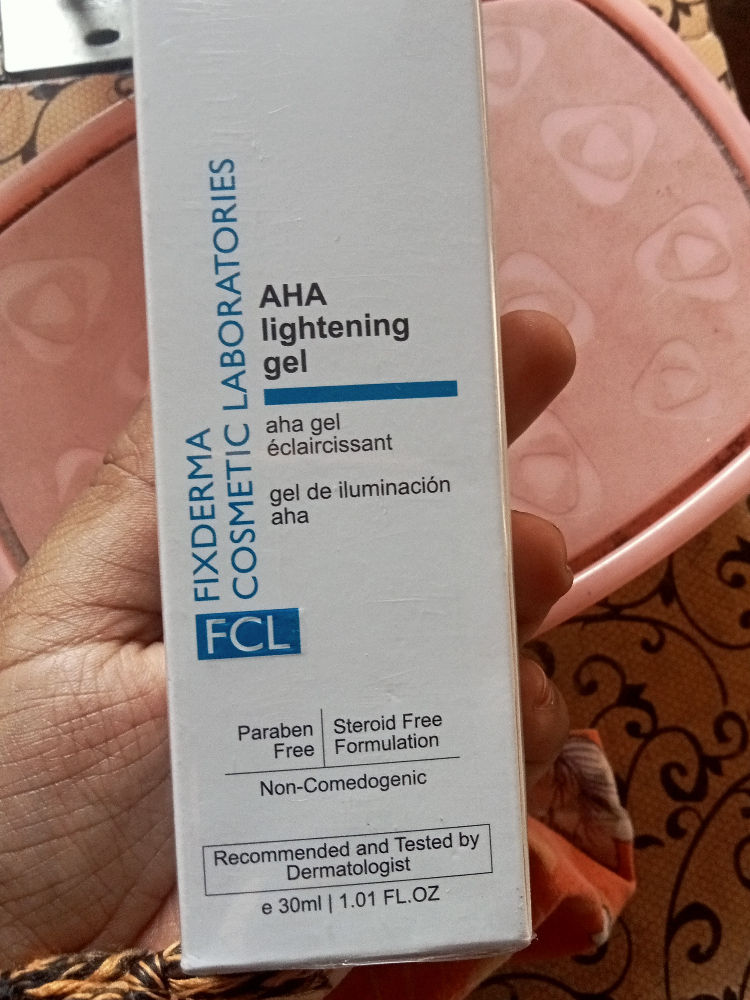 FIXDERMA
COSMETIC LABORATORIES
FCL
AHA
lightening
gel
aha gel
éclaircissant
gel de iluminación
aha
Paraben
Free
Steroid Free
Formulation
Non-Comedogenic
Recommended and Tested by
Dermatologist
e 30ml | 1.01 FL.OZ